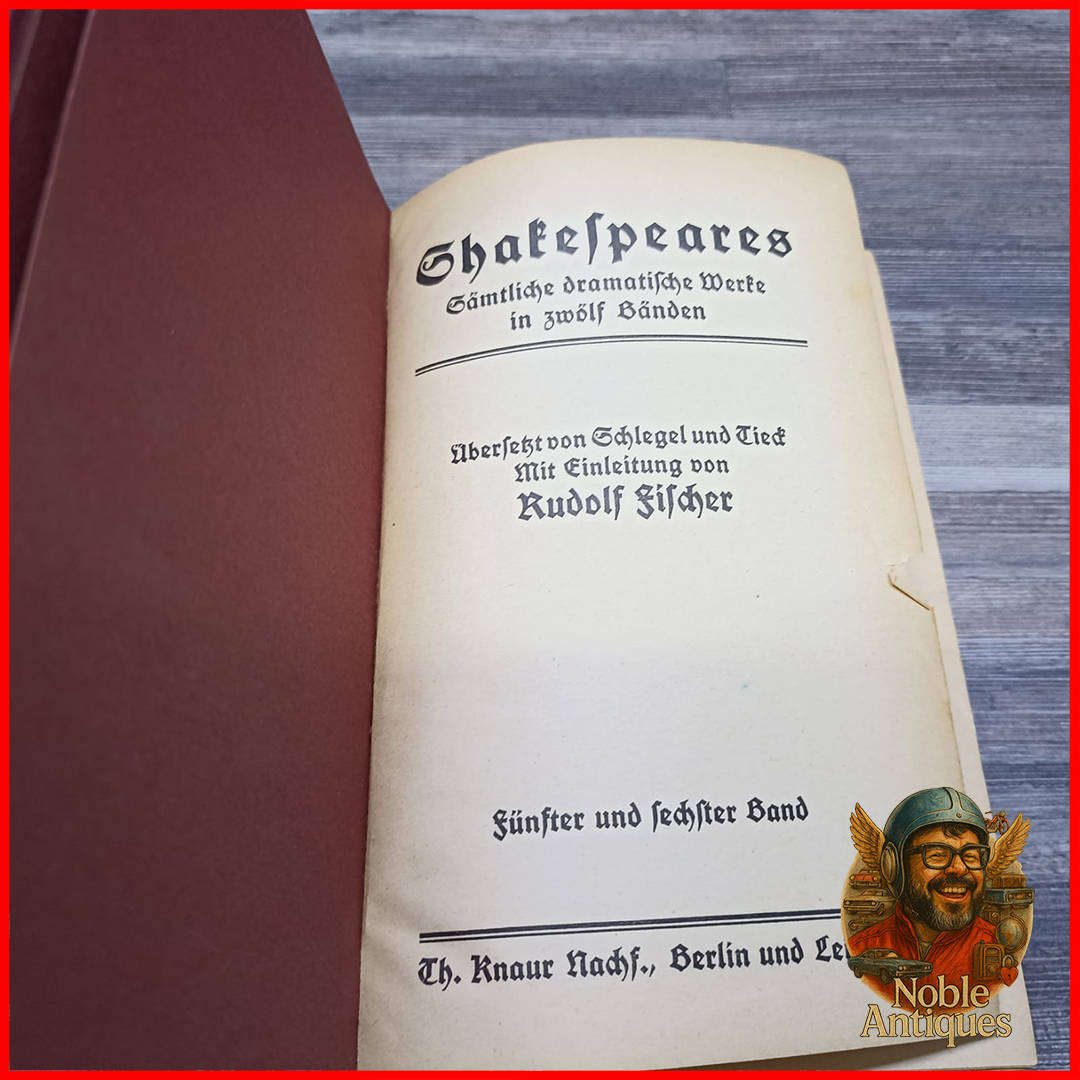 Shakespeares
Sämtliche dramatische Werke
in zwölf Bänden
Übersetzt von Schlegel und Tieck
Mit Einleitung von
Rudolf Fischer
Fünfter und sechster Band
Th. Knaur Nachf., Berlin und
Noble
Antiques